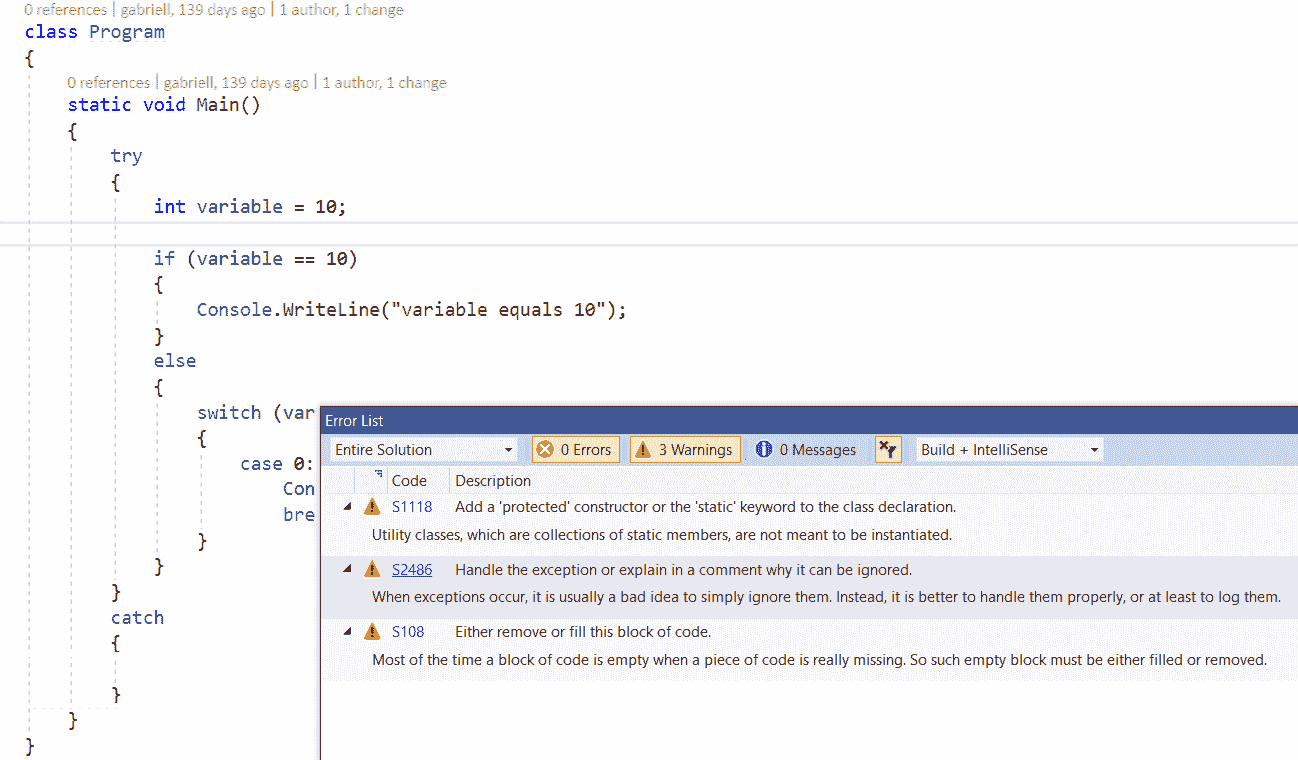 0 references | gabriell, 139 days ago | 1 author, 1 change
class Program
{
0 references | gabriell, 139 days ago | 1 author, 1 change
static void Main()
{
try
{
int variable = 10;
if (variable == 10)
{
Console.WriteLine("variable equals 10");
}
else
{
switch (var
{
case 0:
Con
bre
}
}
}
catch
{
}
}
}
Error List
Entire Solution 0 Errors 3 Warnings 0 Messages Build + IntelliSense
Code Description
S1118 Add a 'protected' constructor or the 'static' keyword to the class declaration.
Utility classes, which are collections of static members, are not meant to be instantiated.
S2486 Handle the exception or explain in a comment why it can be ignored.
When exceptions occur, it is usually a bad idea to simply ignore them. Instead, it is better to handle them properly, or at least to log them.
S108 Either remove or fill this block of code.
Most of the time a block of code is empty when a piece of code is really missing. So such empty block must be either filled or removed.